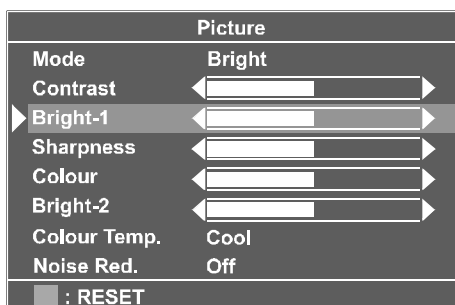 Picture
Mode Bright
Contrast
Bright-1
Sharpness
Colour
Bright-2
Colour Temp. Cool
Noise Red. Off
: RESET